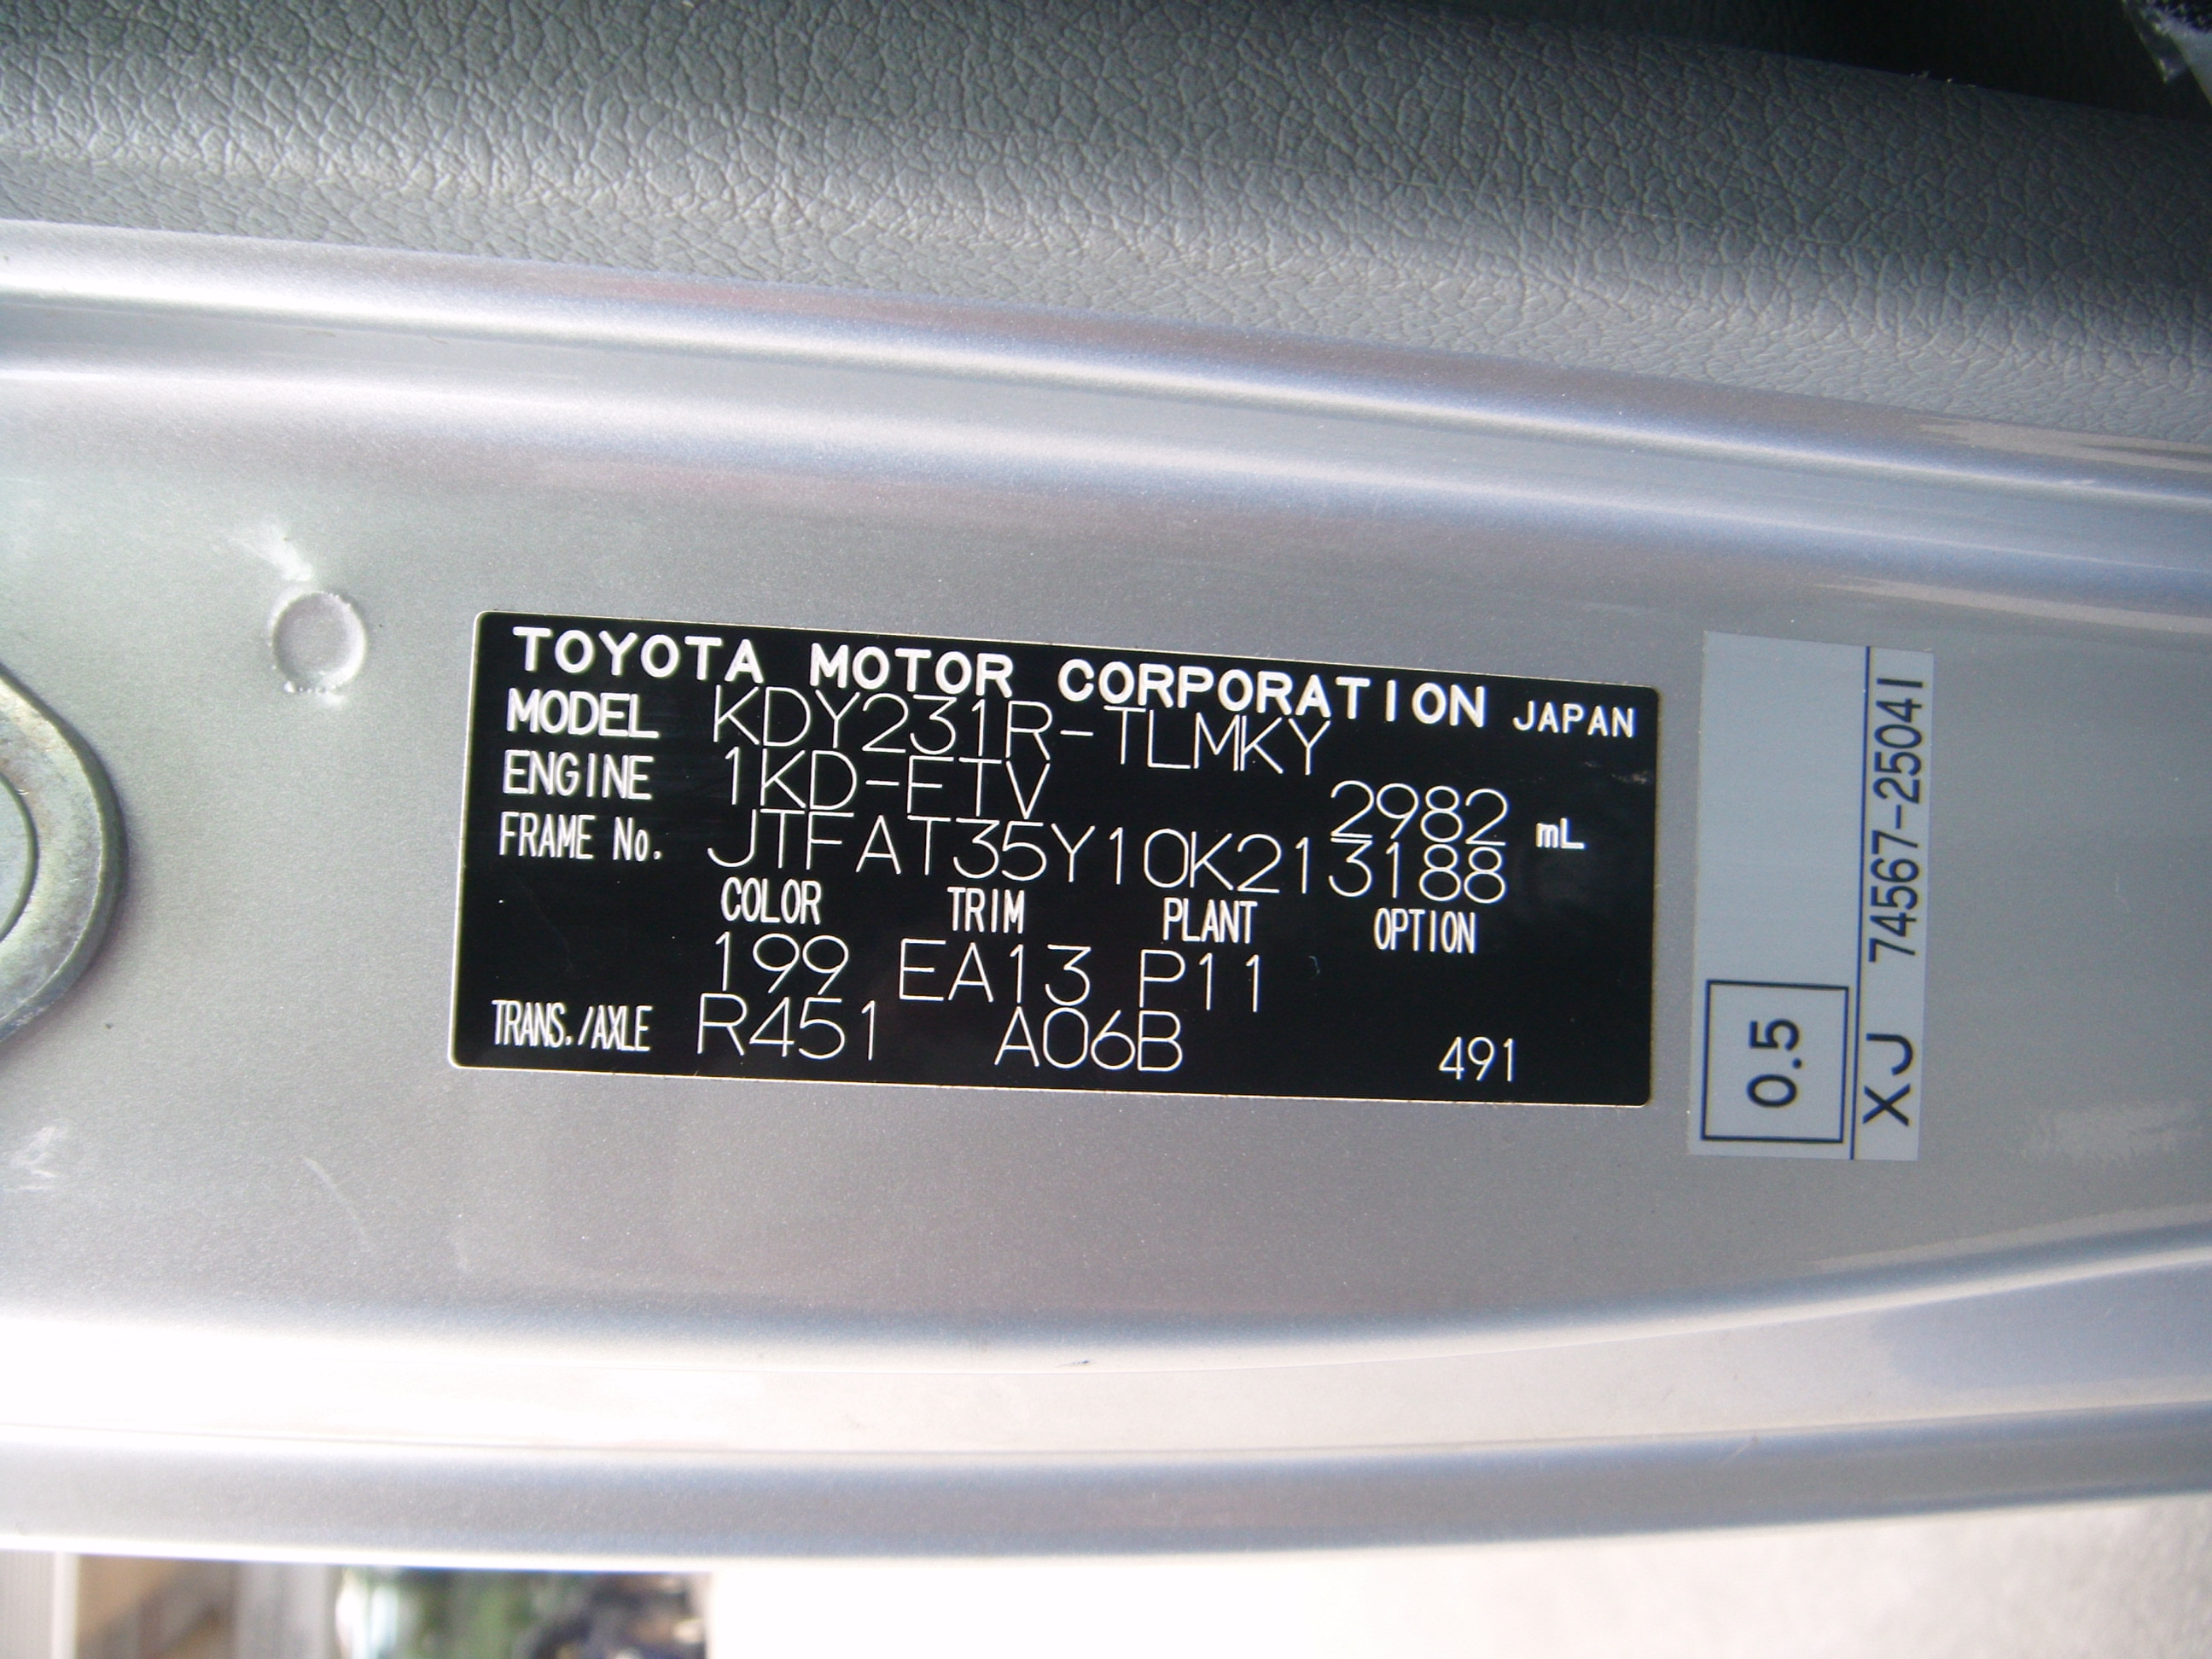 TOYOTA MOTOR CORPORATION JAPAN
MODEL KDY231R-TLMKY
ENGINE 1KD-FTV 2982 mL
FRAME No. JTFAT35Y10K213188
COLOR TRIM PLANT OPTION
199 EA13 P11
TRANS./AXLE R451 A06B 491
0.5
XJ 74567-25041